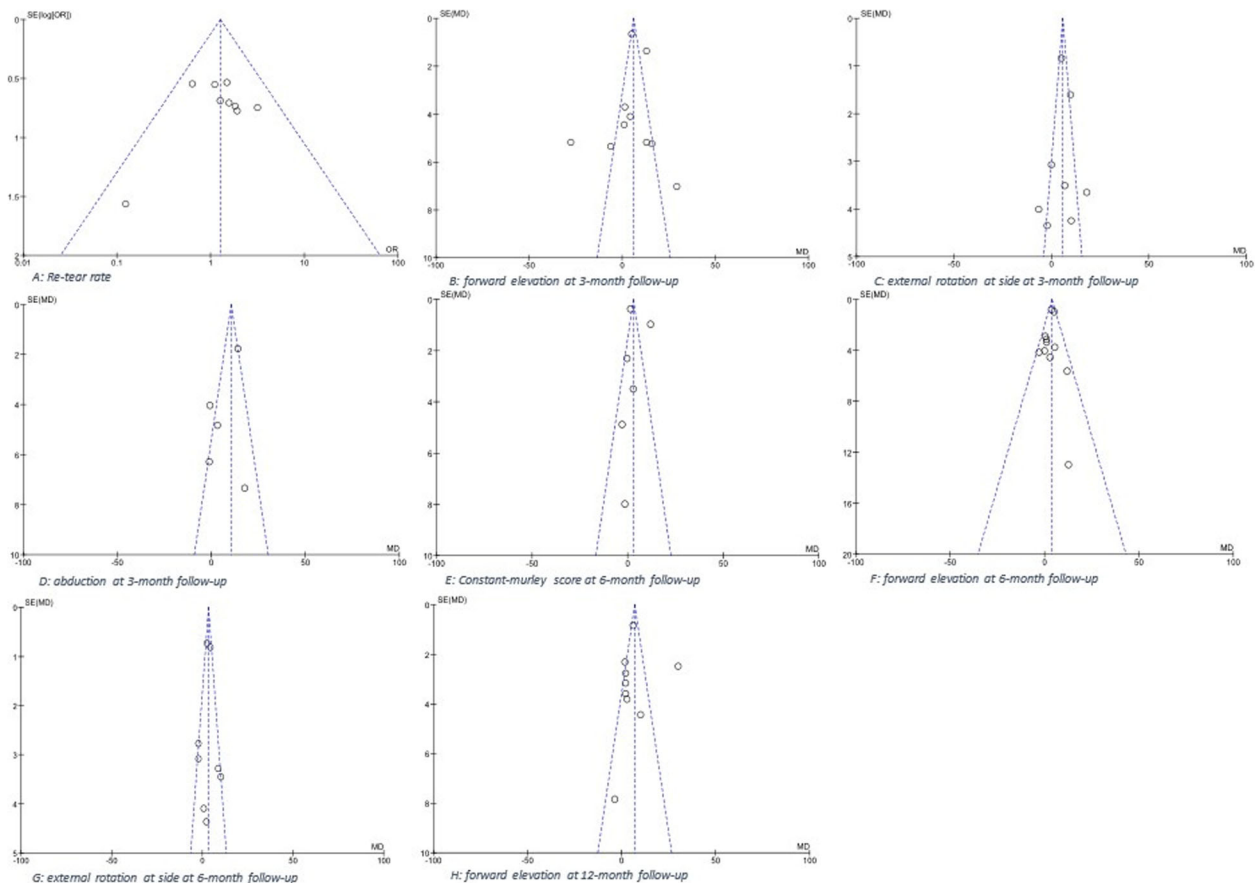 SE(log[OR])
0
0.5
1
1.5
2
0.01 0.1 1 10 100
OR
A: Re-tear rate
SE(MD)
0
2
4
6
8
10
-100 -50 0 50 100
MD
B: forward elevation at 3-month follow-up
SE(MD)
0
1
2
3
4
5
-100 -50 0 50 100
MD
C: external rotation at side at 3-month follow-up
SE(MD)
0
2
4
6
8
10
-100 -50 0 50 100
MD
D: abduction at 3-month follow-up
SE(MD)
0
2
4
6
8
10
-100 -50 0 50 100
MD
E: Constant-murley score at 6-month follow-up
SE(MD)
0
4
8
12
16
20
-100 -50 0 50 100
MD
F: forward elevation at 6-month follow-up
SE(MD)
0
1
2
3
4
5
-100 -50 0 50 100
MD
G: external rotation at side at 6-month follow-up
SE(MD)
0
2
4
6
8
10
-100 -50 0 50 100
MD
H: forward elevation at 12-month follow-up